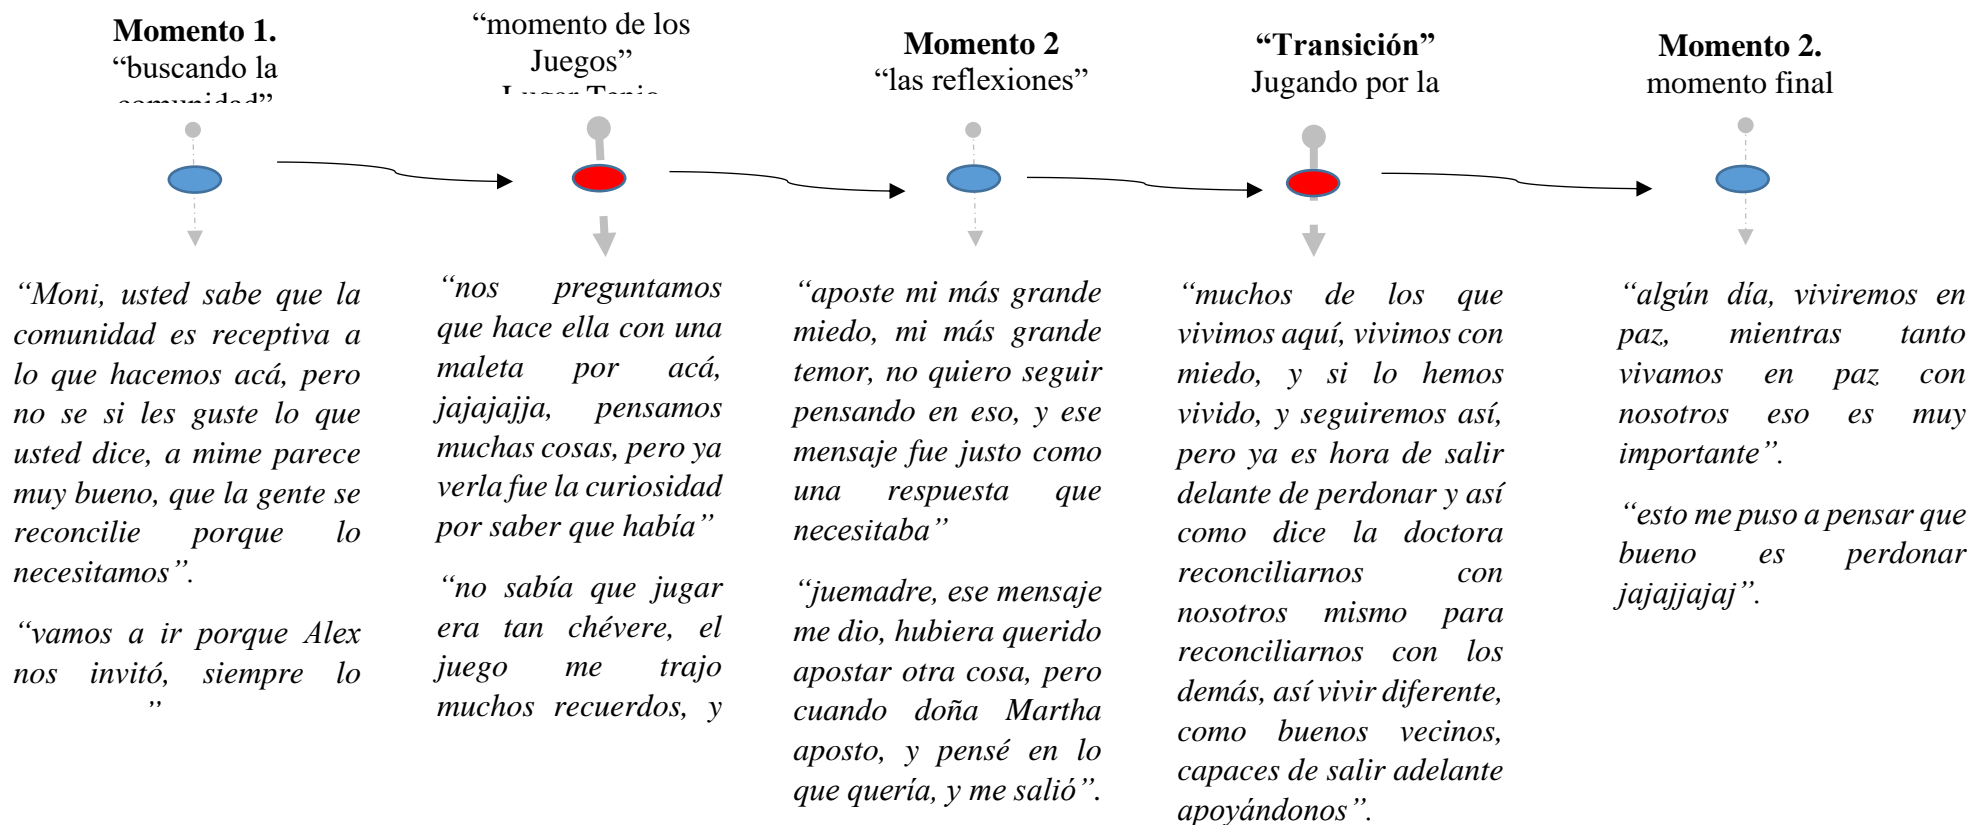 Momento 1.
“buscando la
comunidad”
“momento de los
Juegos”
Lugar Tenjo
Momento 2
“las reflexiones”
“Transición”
Jugando por la
Momento 2.
momento final
“Moni, usted sabe que la
comunidad es receptiva a
lo que hacemos acá, pero
no se si les guste lo que
usted dice, a mime parece
muy bueno, que la gente se
reconcilie porque lo
necesitamos”.
“vamos a ir porque Alex
nos invitó, siempre lo
”
“nos preguntamos
que hace ella con una
maleta por acá,
jajajajja, pensamos
muchas cosas, pero ya
verla fue la curiosidad
por saber que había”
“no sabía que jugar
era tan chévere, el
juego me trajo
muchos recuerdos, y
“aposte mi más grande
miedo, mi más grande
temor, no quiero seguir
pensando en eso, y ese
mensaje fue justo como
una respuesta que
necesitaba”
“juemadre, ese mensaje
me dio, hubiera querido
apostar otra cosa, pero
cuando doña Martha
aposto, y pensé en lo
que quería, y me salió”.
“muchos de los que
vivimos aquí, vivimos con
miedo, y si lo hemos
vivido, y seguiremos así,
pero ya es hora de salir
delante de perdonar y así
como dice la doctora
reconciliarnos con
nosotros mismo para
reconciliarnos con los
demás, así vivir diferente,
como buenos vecinos,
capaces de salir adelante
apoyándonos”.
“algún día, viviremos en
paz, mientras tanto
vivamos en paz con
nosotros eso es muy
importante”.
“esto me puso a pensar que
bueno es perdonar
jajajjajaj”.